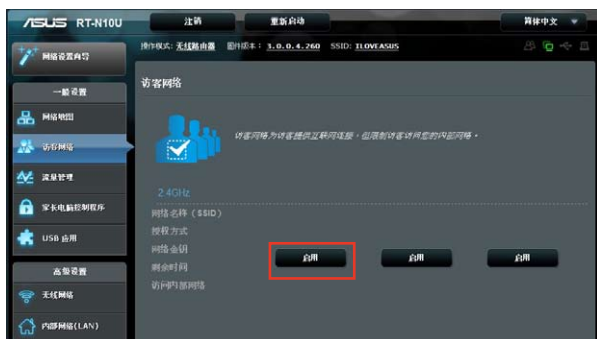 ASUS RT-N10U 注销 重新启动 简体中文
操作模式: 无线路由器 固件版本: 3.0.0.4.260 SSID: ILOVEASUS
网络设置向导
访客网络
一般设置
网络地图
访客网络为访客提供互联网连接,但限制访客访问您的内部网络。
访客网络
流量管理
2.4GHz
家长电脑控制程序
网络名称 (SSID)
授权方式
USB 应用
网络金钥
启用 启用 启用
剩余时间
高级设置
访问内部网络
无线网络
内部网络(LAN)